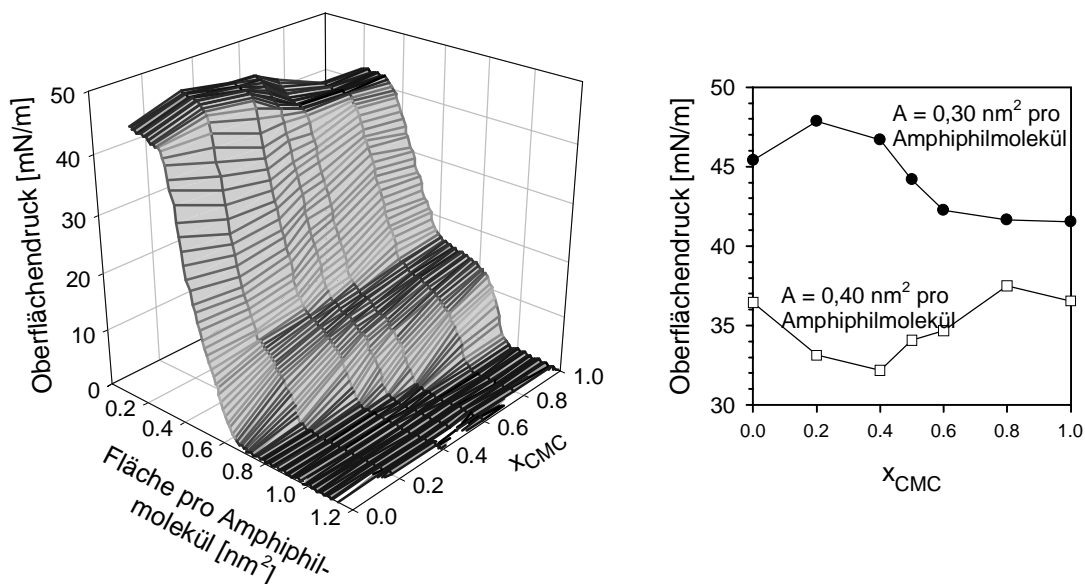 50
40
30
20
10
0
Oberflächendruck [mN/m]
0.2
0.4
0.6
0.8
1.0
1.2
Fläche pro Amphiphil-
molekül [nm²]
0.0
0.2
0.4
0.6
0.8
1.0
xCMC
50
45
40
35
30
Oberflächendruck [mN/m]
A = 0,30 nm² pro
Amphiphilmolekül
A = 0,40 nm² pro
Amphiphilmolekül
0.0 0.2 0.4 0.6 0.8 1.0
xCMC